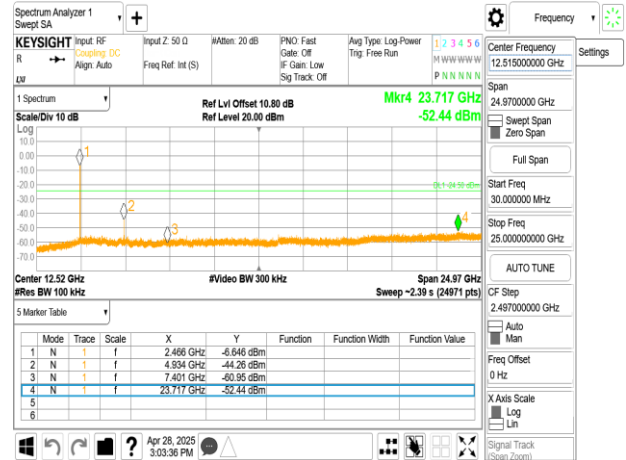 Spectrum Analyzer 1
Swept SA
Frequency
KEYSIGHT
R
Input: RF
Coupling: DC
Align: Auto
Input Z: 50 Ω
Freq Ref: Int (S)
#Atten: 20 dB
PNO: Fast
Gate: Off
IF Gain: Low
Sig Track: Off
Avg Type: Log-Power
Trig: Free Run
1 2 3 4 5 6
M W W W W W
P N N N N N
1 Spectrum
Scale/Div 10 dB
Ref Lvl Offset 10.80 dB
Ref Level 20.00 dBm
Mkr4 23.717 GHz
-52.44 dBm
Log
10.0
0.00
-10.0
-20.0
-30.0
-40.0
-50.0
-60.0
-70.0
1
2
3
4
DL1 -24.50 dBm
Center 12.52 GHz
#Res BW 100 kHz
#Video BW 300 kHz
Span 24.97 GHz
Sweep ~2.39 s (24971 pts)
5 Marker Table
Mode Trace Scale X Y Function Function Width Function Value
1 N 1 f 2.466 GHz -6.646 dBm
2 N 1 f 4.934 GHz -44.26 dBm
3 N 1 f 7.401 GHz -60.95 dBm
4 N 1 f 23.717 GHz -52.44 dBm
5
6
Apr 28, 2025
3:03:36 PM
Center Frequency
12.515000000 GHz
Settings
Span
24.9700000 GHz
Swept Span
Zero Span
Full Span
Start Freq
30.000000 MHz
Stop Freq
25.000000000 GHz
AUTO TUNE
CF Step
2.497000000 GHz
Auto
Man
Freq Offset
0 Hz
X Axis Scale
Log
Lin
Signal Track
(Span Zoom)